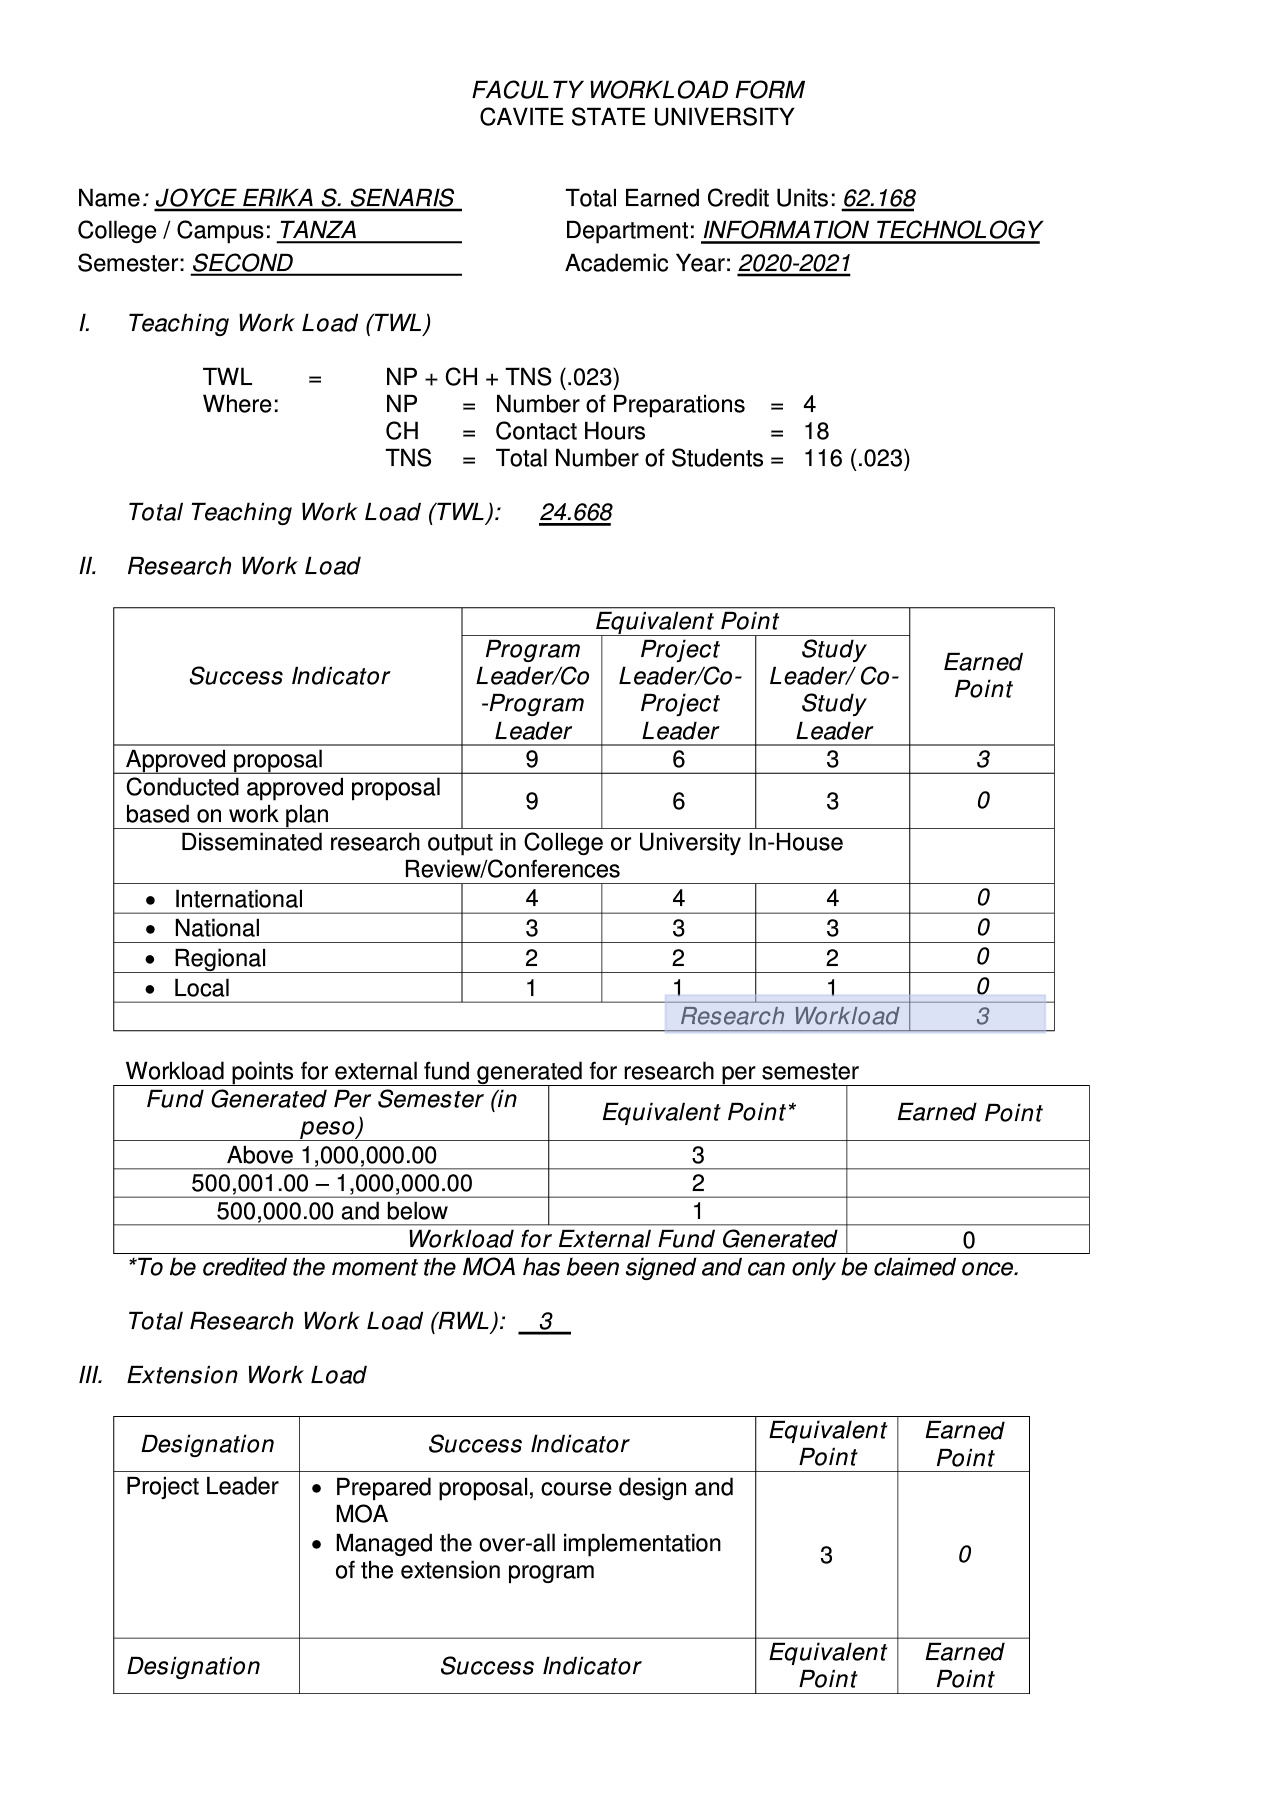 FACULTY WORKLOAD FORM
CAVITE STATE UNIVERSITY
Name: JOYCE ERIKA S. SENARIS Total Earned Credit Units: 62.168
College / Campus: TANZA Department: INFORMATION TECHNOLOGY
Semester: SECOND Academic Year: 2020-2021
I. Teaching Work Load (TWL)
TWL = NP + CH + TNS (.023)
Where: NP = Number of Preparations = 4
CH = Contact Hours = 18
TNS = Total Number of Students = 116 (.023)
Total Teaching Work Load (TWL): 24.668
II. Research Work Load
Success Indicator
Equivalent Point
Program
Leader/Co
-Program
Leader
Project
Leader/Co-
Project
Leader
Study
Leader/ Co-
Study
Leader
Earned
Point
Approved proposal 9 6 3 3
Conducted approved proposal
based on work plan 9 6 3 0
Disseminated research output in College or University In-House
Review/Conferences
• International 4 4 4 0
• National 3 3 3 0
• Regional 2 2 2 0
• Local 1 1 1 0
Research Workload 3
Workload points for external fund generated for research per semester
Fund Generated Per Semester (in
peso)
Equivalent Point* Earned Point
Above 1,000,000.00 3
500,001.00 – 1,000,000.00 2
500,000.00 and below 1
Workload for External Fund Generated 0
*To be credited the moment the MOA has been signed and can only be claimed once.
Total Research Work Load (RWL): 3
III. Extension Work Load
Designation Success Indicator
Equivalent
Point
Earned
Point
Project Leader
• Prepared proposal, course design and
MOA
• Managed the over-all implementation
of the extension program
3 0
Designation Success Indicator
Equivalent
Point
Earned
Point